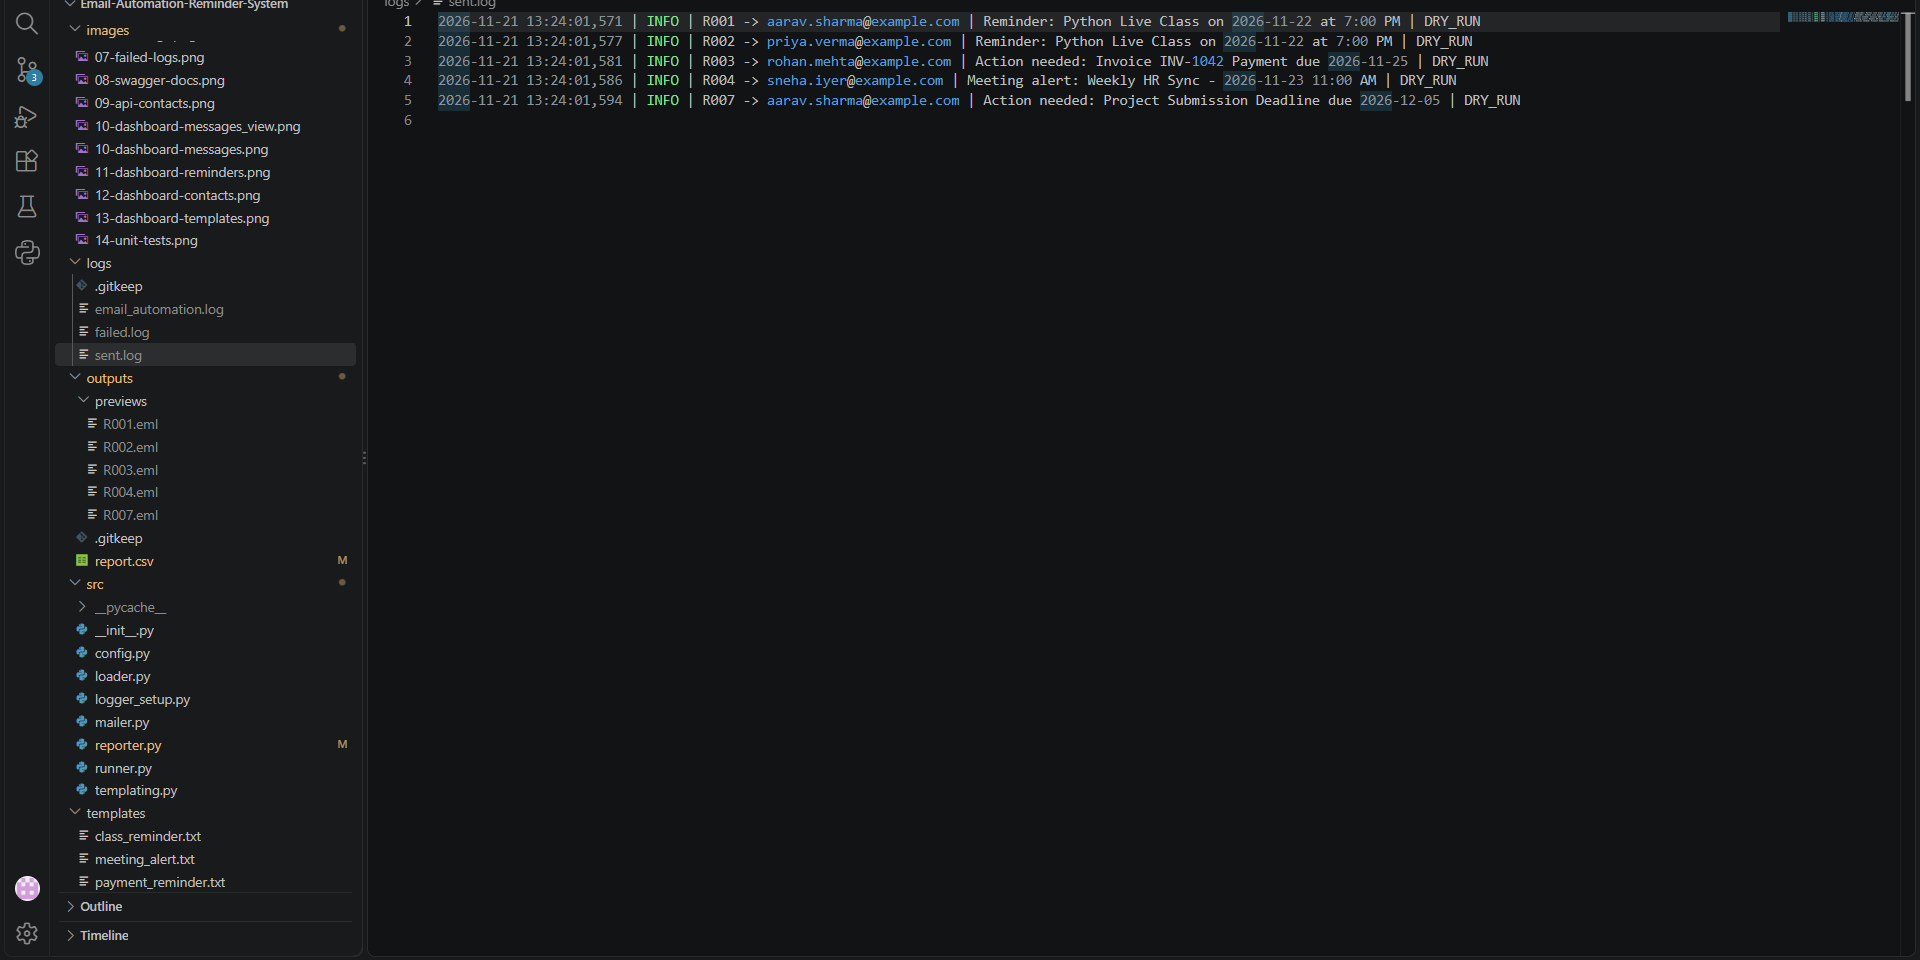 Email-Automation-Reminder-System
images
07-failed-logs.png
08-swagger-docs.png
09-api-contacts.png
10-dashboard-messages_view.png
10-dashboard-messages.png
11-dashboard-reminders.png
12-dashboard-contacts.png
13-dashboard-templates.png
14-unit-tests.png
logs
.gitkeep
email_automation.log
failed.log
sent.log
outputs
previews
R001.eml
R002.eml
R003.eml
R004.eml
R007.eml
.gitkeep
report.csv M
src
__pycache__
__init__.py
config.py
loader.py
logger_setup.py
mailer.py
reporter.py M
runner.py
templating.py
templates
class_reminder.txt
meeting_alert.txt
payment_reminder.txt
Outline
Timeline
3
logs > sent.log
1 2026-11-21 13:24:01,571 | INFO | R001 -> aarav.sharma@example.com | Reminder: Python Live Class on 2026-11-22 at 7:00 PM | DRY_RUN
2 2026-11-21 13:24:01,577 | INFO | R002 -> priya.verma@example.com | Reminder: Python Live Class on 2026-11-22 at 7:00 PM | DRY_RUN
3 2026-11-21 13:24:01,581 | INFO | R003 -> rohan.mehta@example.com | Action needed: Invoice INV-1042 Payment due 2026-11-25 | DRY_RUN
4 2026-11-21 13:24:01,586 | INFO | R004 -> sneha.iyer@example.com | Meeting alert: Weekly HR Sync - 2026-11-23 11:00 AM | DRY_RUN
5 2026-11-21 13:24:01,594 | INFO | R007 -> aarav.sharma@example.com | Action needed: Project Submission Deadline due 2026-12-05 | DRY_RUN
6